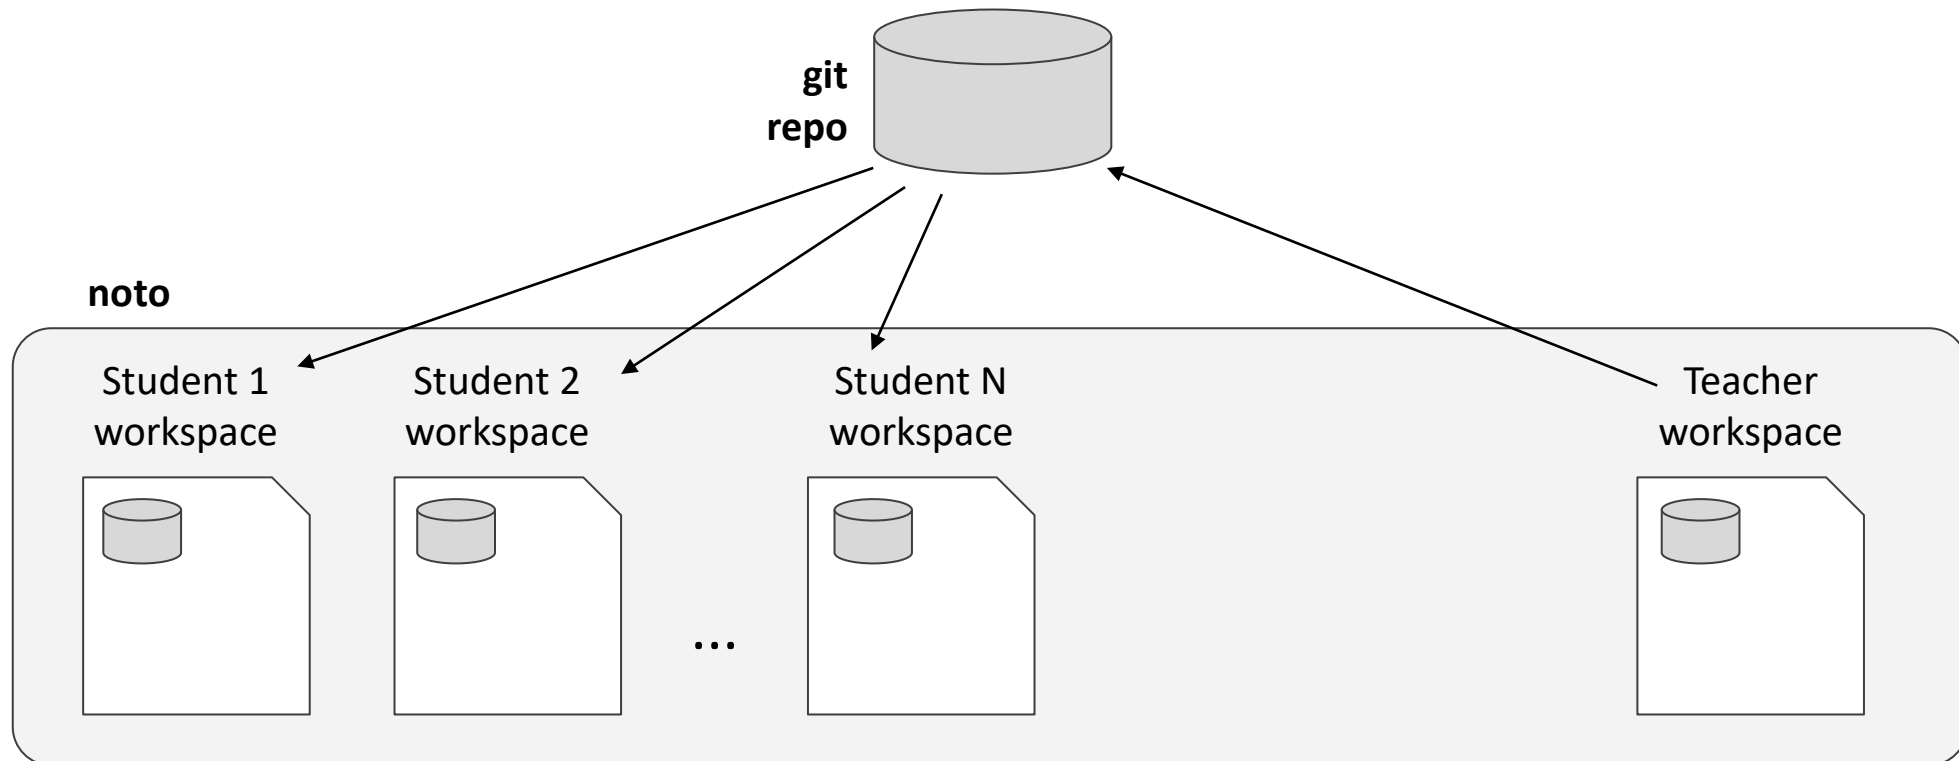 git
repo
noto
Student 1
workspace
Student 2
workspace
Student N
workspace
Teacher
workspace
...